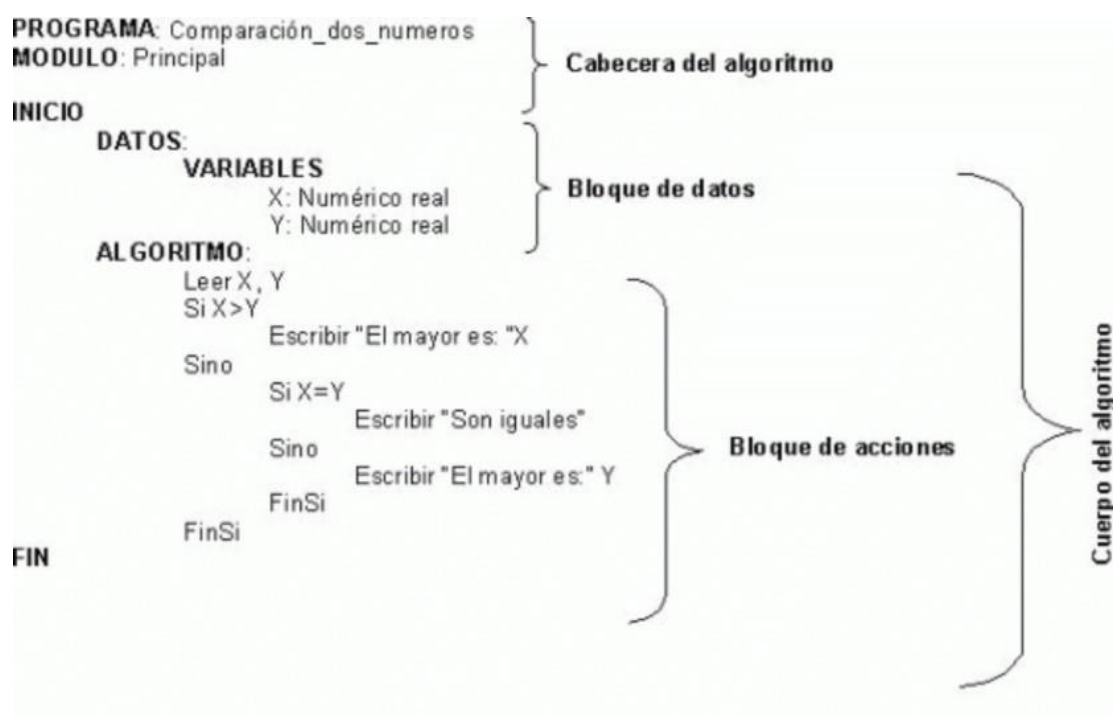 PROGRAMA: Comparación_dos_numeros
MODULO: Principal
Cabecera del algoritmo
INICIO
DATOS:
VARIABLES
X: Numérico real
Y: Numérico real
Bloque de datos
ALGORITMO:
Leer X, Y
Si X>Y
Escribir "El mayor es: "X
Sino
Si X=Y
Escribir "Son iguales"
Sino
Escribir "El mayor es:" Y
FinSi
FinSi
Bloque de acciones
FIN
Cuerpo del algoritmo